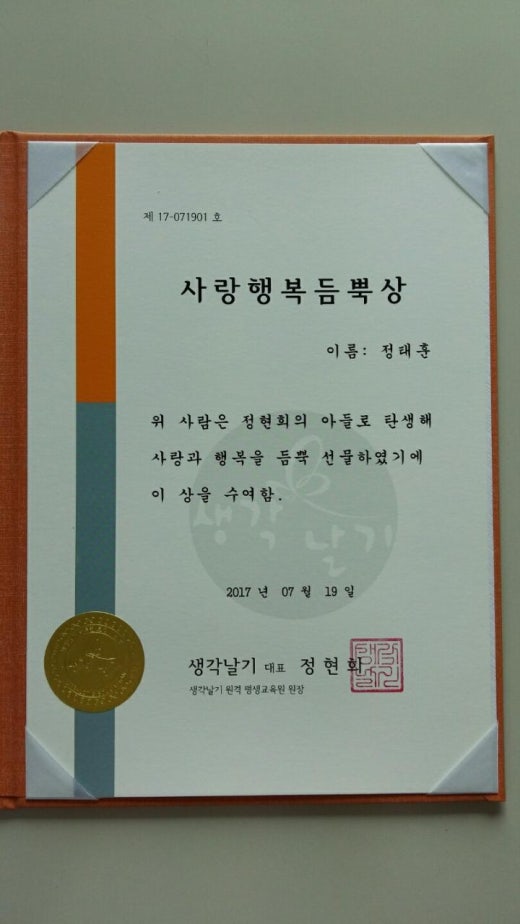 제 17-071901 호
사랑행복듬뿍상
이름: 정태훈
위 사람은 정현희의 아들로 탄생해
사랑과 행복을 듬뿍 선물하였기에
이 상을 수여함.
생각
날기
2017 년 07 월 19 일
생각날기 대표 정현희
생각날기 원격 평생교육원 원장